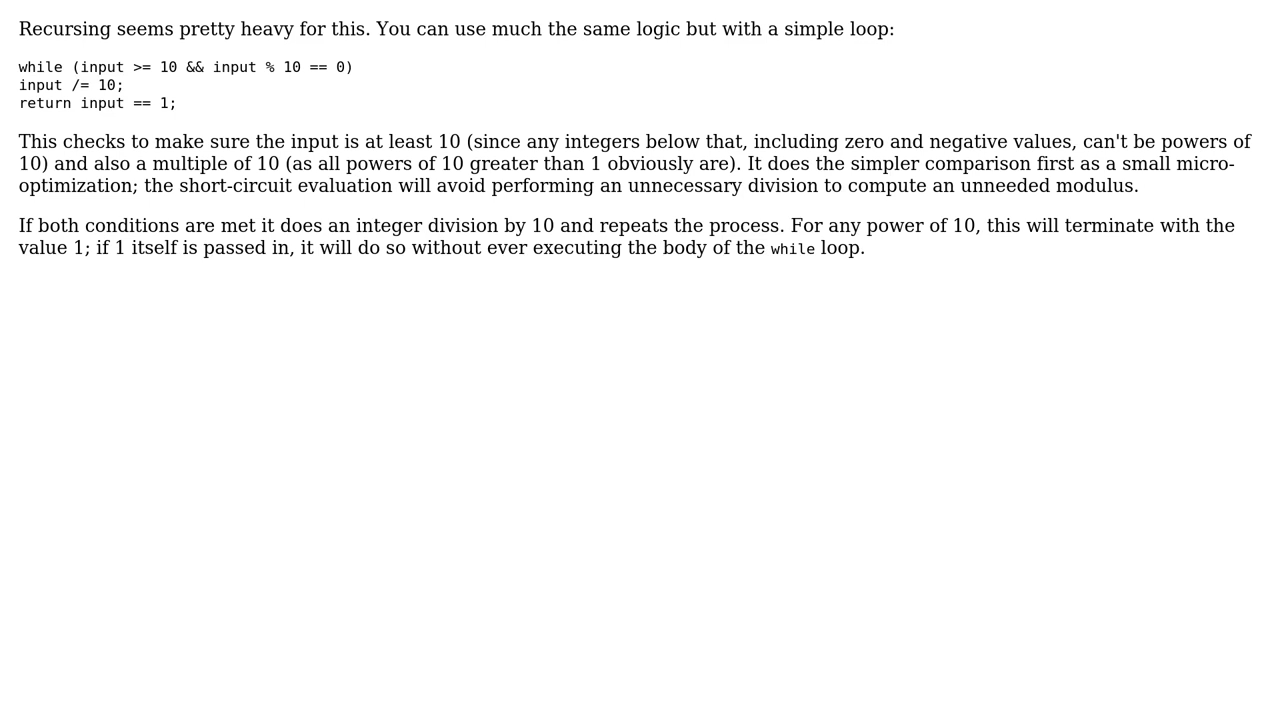 Recursing seems pretty heavy for this. You can use much the same logic but with a simple loop:
while (input >= 10 && input % 10 == 0)
input /= 10;
return input == 1;
This checks to make sure the input is at least 10 (since any integers below that, including zero and negative values, can't be powers of
10) and also a multiple of 10 (as all powers of 10 greater than 1 obviously are). It does the simpler comparison first as a small micro-
optimization; the short-circuit evaluation will avoid performing an unnecessary division to compute an unneeded modulus.
If both conditions are met it does an integer division by 10 and repeats the process. For any power of 10, this will terminate with the
value 1; if 1 itself is passed in, it will do so without ever executing the body of the while loop.